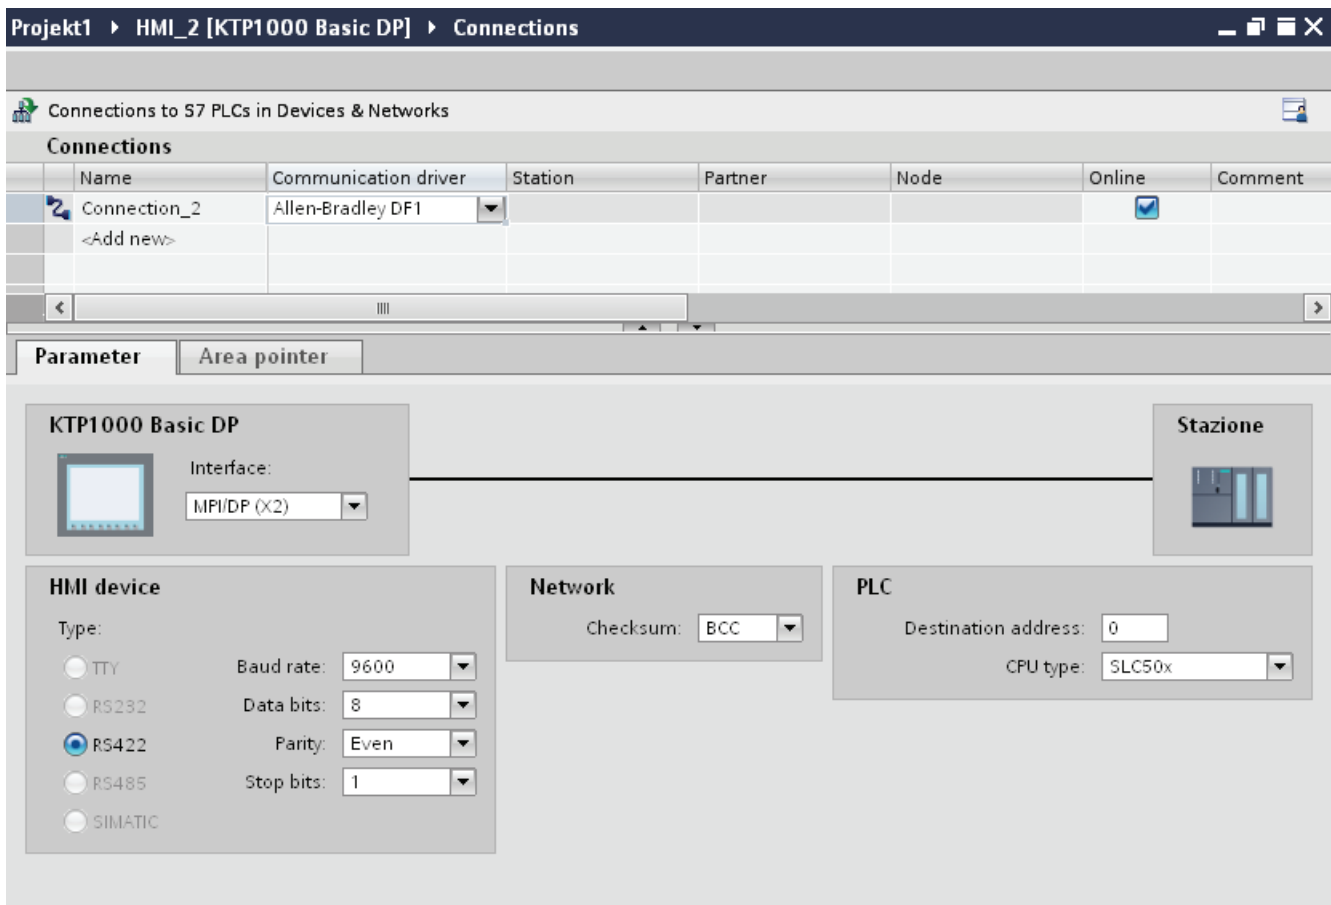 Projekt1 ▸ HMI_2 [KTP1000 Basic DP] ▸ Connections
Connections to S7 PLCs in Devices & Networks
Connections
Name Communication driver Station Partner Node Online Comment
Connection_2 Allen-Bradley DF1
<Add new>
Parameter Area pointer
KTP1000 Basic DP
Stazione
Interface:
MPI/DP (X2)
HMI device
Type:
TTY
RS232
RS422
RS485
SIMATIC
Baud rate: 9600
Data bits: 8
Parity: Even
Stop bits: 1
Network
Checksum: BCC
PLC
Destination address: 0
CPU type: SLC50x